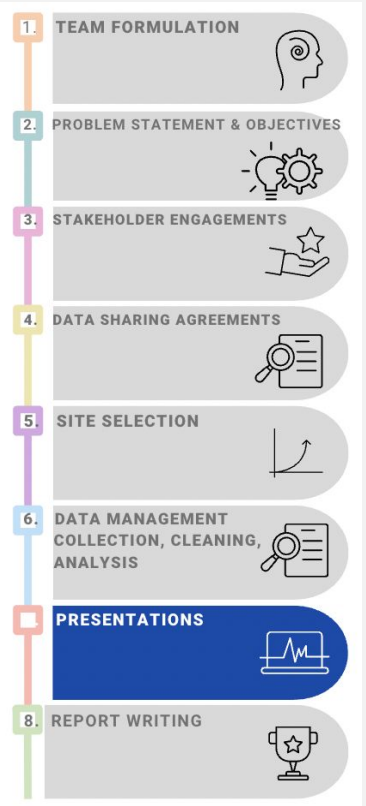 1. TEAM FORMULATION
2. PROBLEM STATEMENT & OBJECTIVES
3. STAKEHOLDER ENGAGEMENTS
4. DATA SHARING AGREEMENTS
5. SITE SELECTION
6. DATA MANAGEMENT
COLLECTION, CLEANING,
ANALYSIS
PRESENTATIONS
8. REPORT WRITING